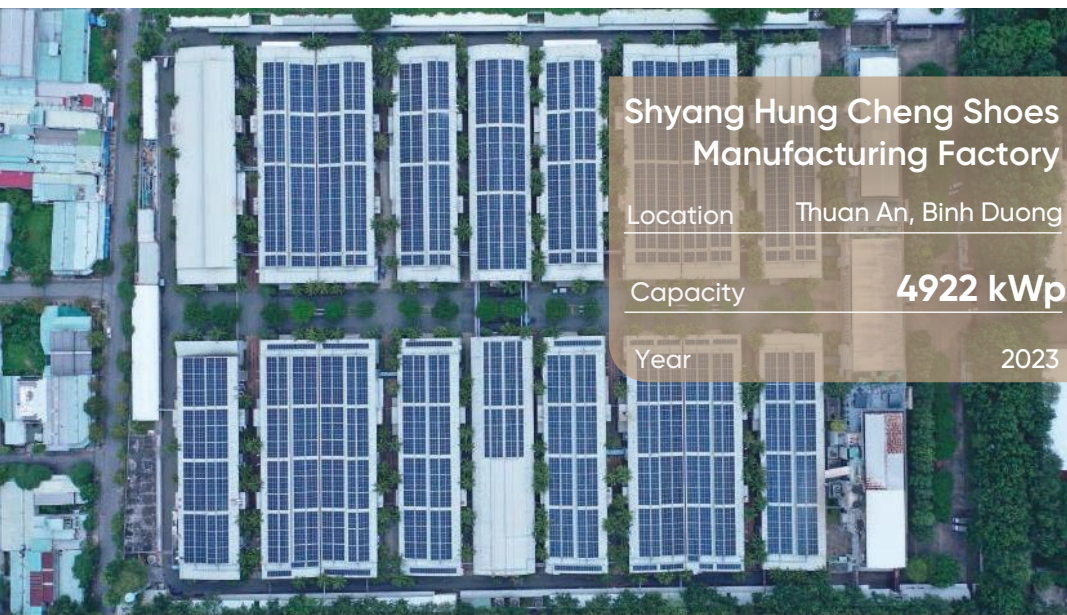 Shyang Hung Cheng Shoes
Manufacturing Factory
Location Thuan An, Binh Duong
Capacity 4922 kWp
Year 2023